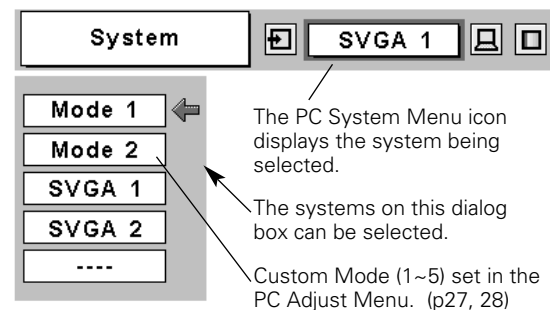 System
SVGA 1
Mode 1
Mode 2
SVGA 1
SVGA 2
----
The PC System Menu icon
displays the system being
selected.
The systems on this dialog
box can be selected.
Custom Mode (1~5) set in the
PC Adjust Menu. (p27, 28)